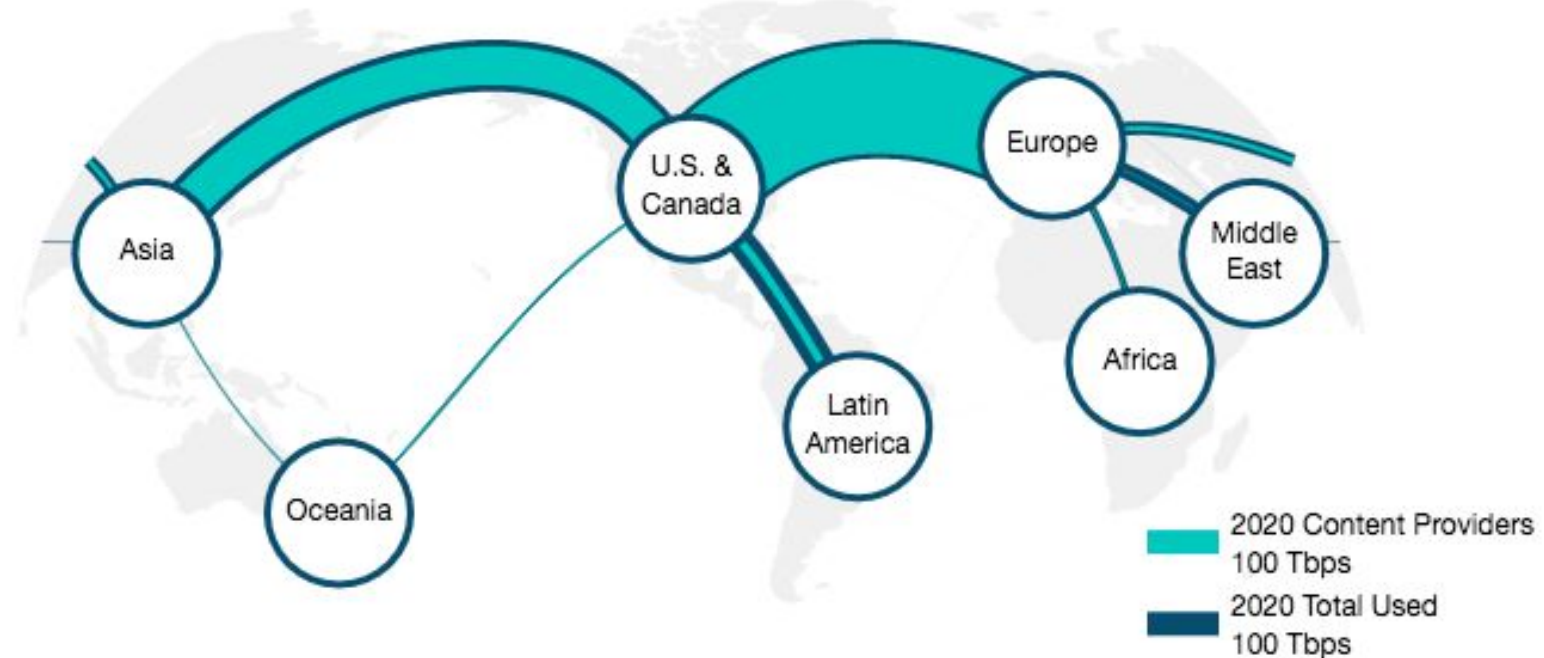 Europe
U.S. &
Canada
Asia
Middle
East
Africa
Latin
America
Oceania
2020 Content Providers
100 Tbps
2020 Total Used
100 Tbps